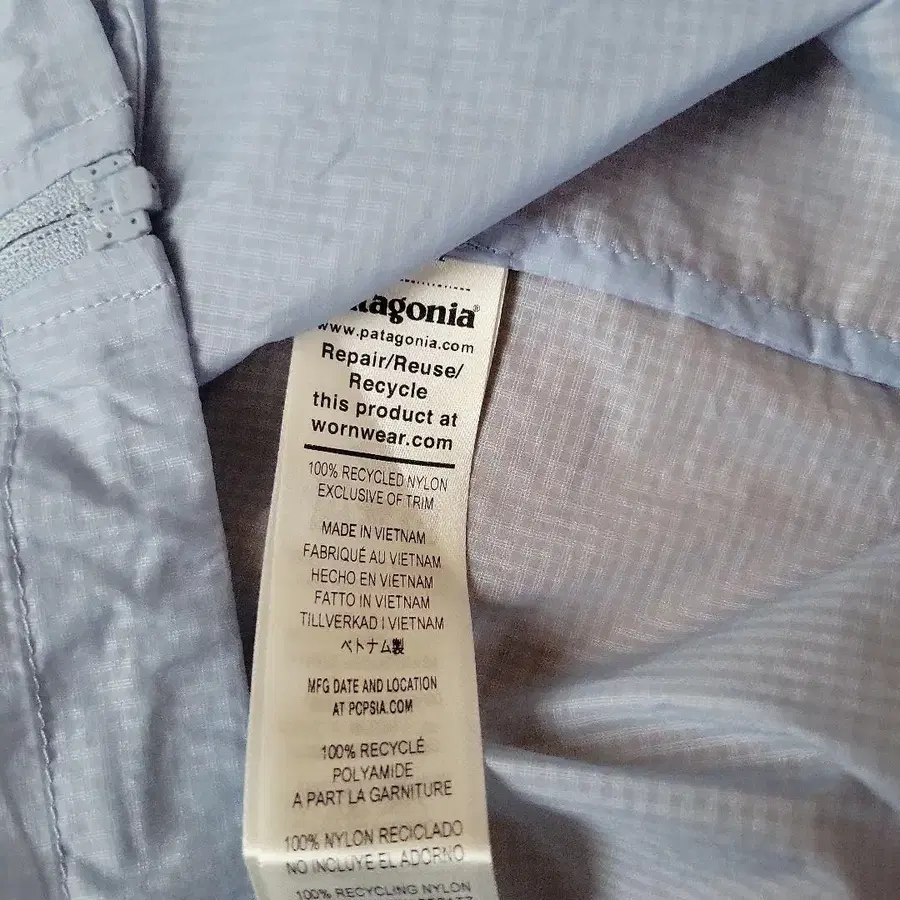 tagonia®
www.patagonia.com
Repair/Reuse/
Recycle
this product at
wornwear.com
100% RECYCLED NYLON
EXCLUSIVE OF TRIM
MADE IN VIETNAM
FABRIQUÉ AU VIETNAM
HECHO EN VIETNAM
FATTO IN VIETNAM
TILLVERKAD I VIETNAM
ベトナム製
MFG DATE AND LOCATION
AT PCPSIA.COM
100% RECYCLÉ
POLYAMIDE
A PART LA GARNITURE
100% NYLON RECICLADO
NO INCLUYE EL ADORNO
100% RECYCLING NYLON